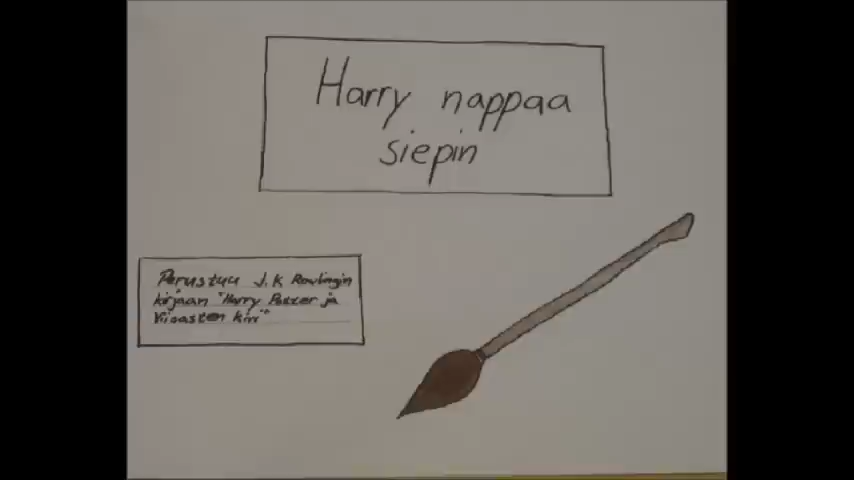 Harry nappaa
siepin
Perustuu J.K Rowlingin
kirjaan "Harry Potter ja
Viisasten kivi"